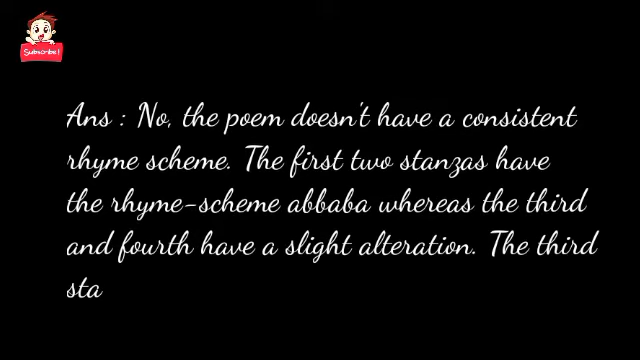 Subscribe!
Ans : No, the poem doesn't have a consistent
rhyme scheme. The first two stanzas have
the rhyme-scheme abbaba whereas the third
and fourth have a slight alteration. The third
sta